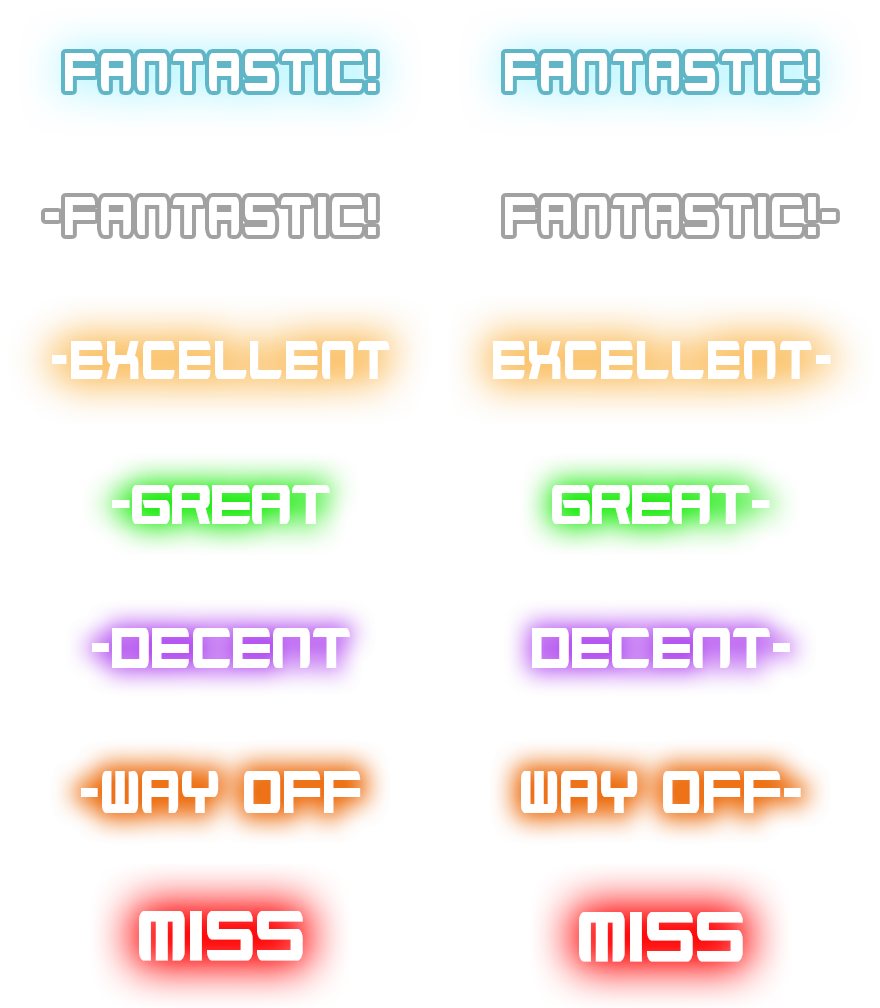 FANTASTIC! FANTASTIC!
-FANTASTIC! FANTASTIC!-
-EXCELLENT EXCELLENT-
-GREAT GREAT-
-DECENT DECENT-
-WAY OFF WAY OFF-
MISS MISS